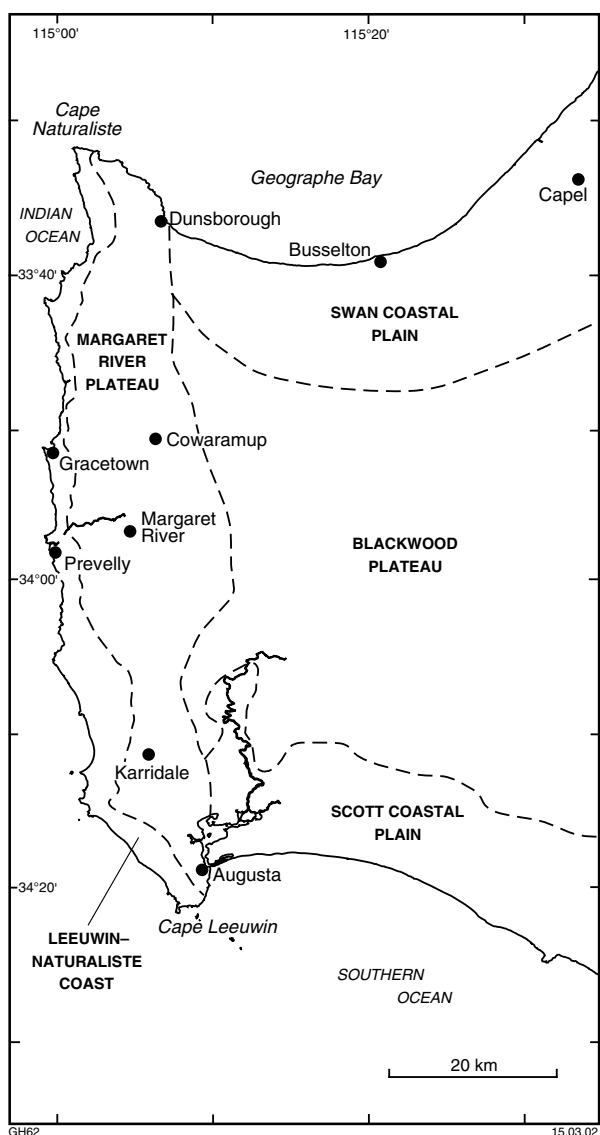 115°00'
115°20'
Cape
Naturaliste
Geographe Bay
Capel
INDIAN
OCEAN
Dunsborough
Busselton
33°40'
SWAN COASTAL
PLAIN
MARGARET
RIVER
PLATEAU
Cowaramup
Gracetown
Margaret
River
BLACKWOOD
PLATEAU
Prevelly
34°00'
Karridale
SCOTT COASTAL
PLAIN
Augusta
34°20'
Cape Leeuwin
LEEUWIN–
NATURALISTE
COAST
SOUTHERN
OCEAN
20 km
GH62
15.03.02